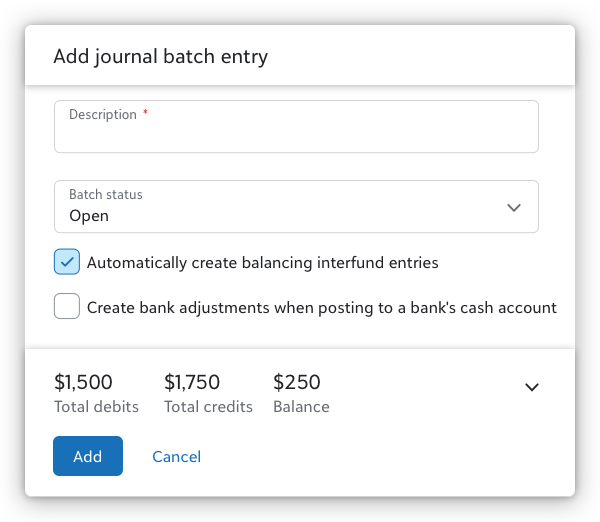 Add journal batch entry
Description *
Batch status
Open
Automatically create balancing interfund entries
Create bank adjustments when posting to a bank's cash account
$1,500 $1,750 $250
Total debits Total credits Balance
Add Cancel